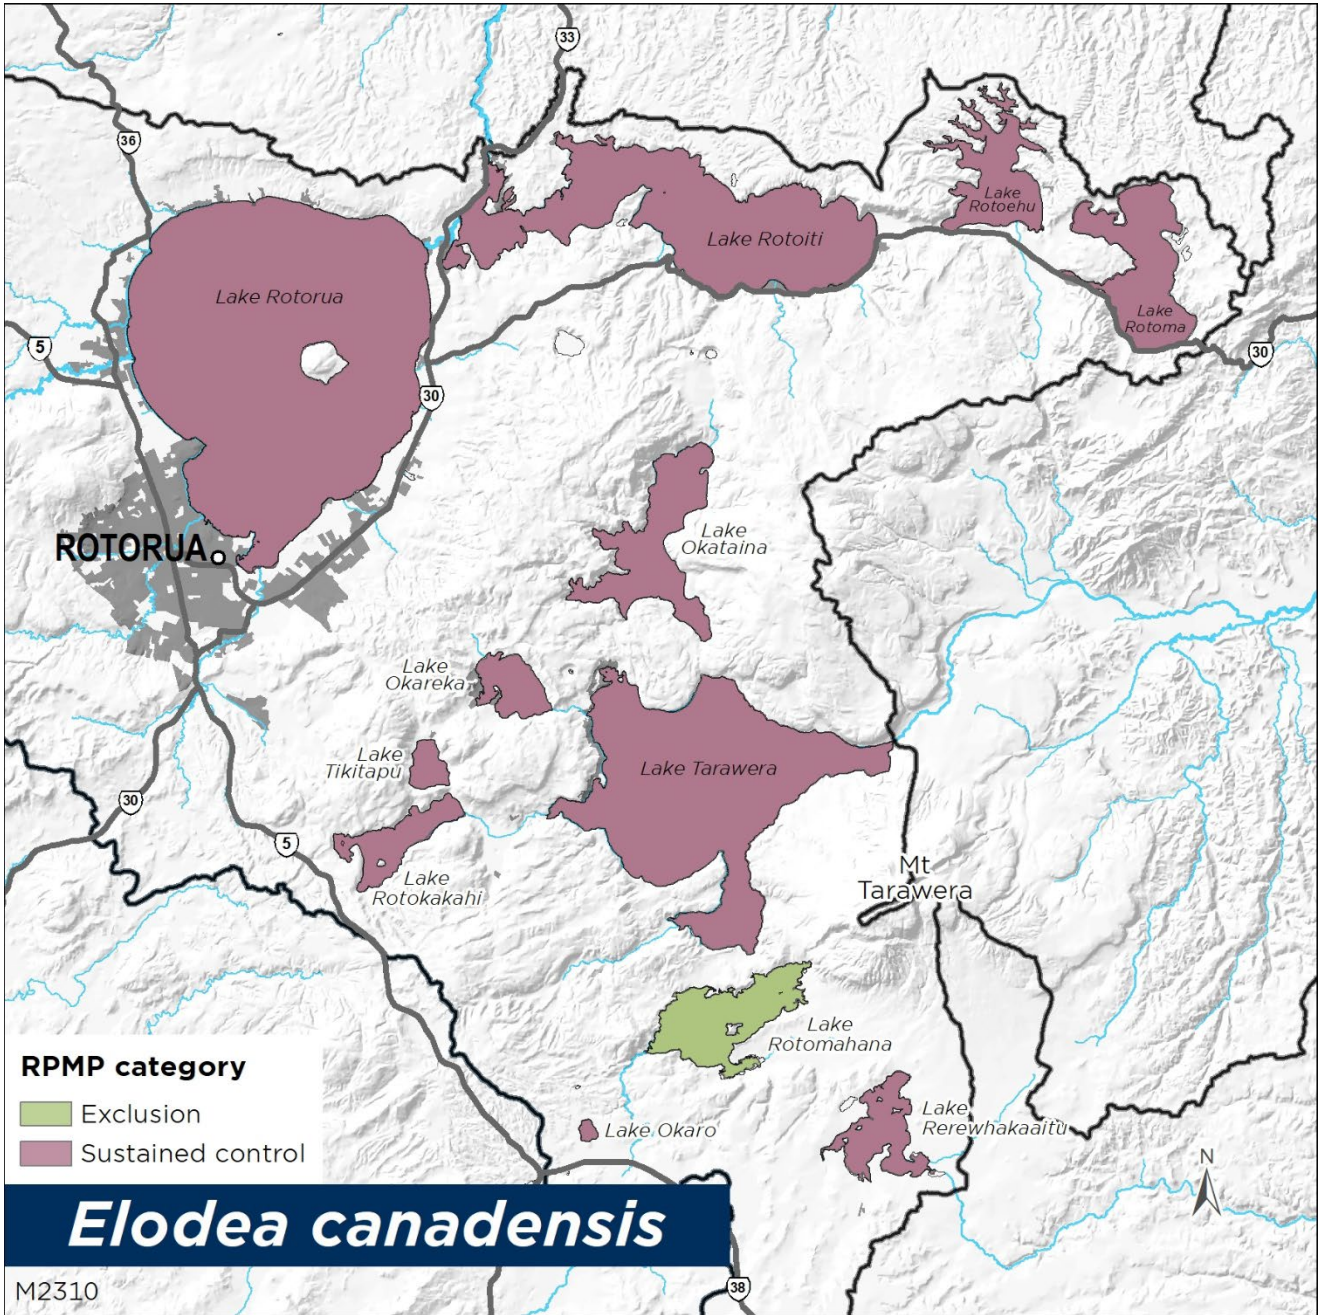 33
36
Lake
Rotoehu
Lake Rotoiti
Lake Rotorua
Lake
Rotoma
5
30
30
Lake
Okataina
ROTORUA
Lake
Okareka
Lake
Tikitapu
Lake Tarawera
30
5
Mt
Tarawera
Lake
Rotokakahi
Lake
Rotomahana
RPMP category
Exclusion
Sustained control
Lake Okaro
Lake
Rerewhakaaitu
N
Elodea canadensis
M2310
38